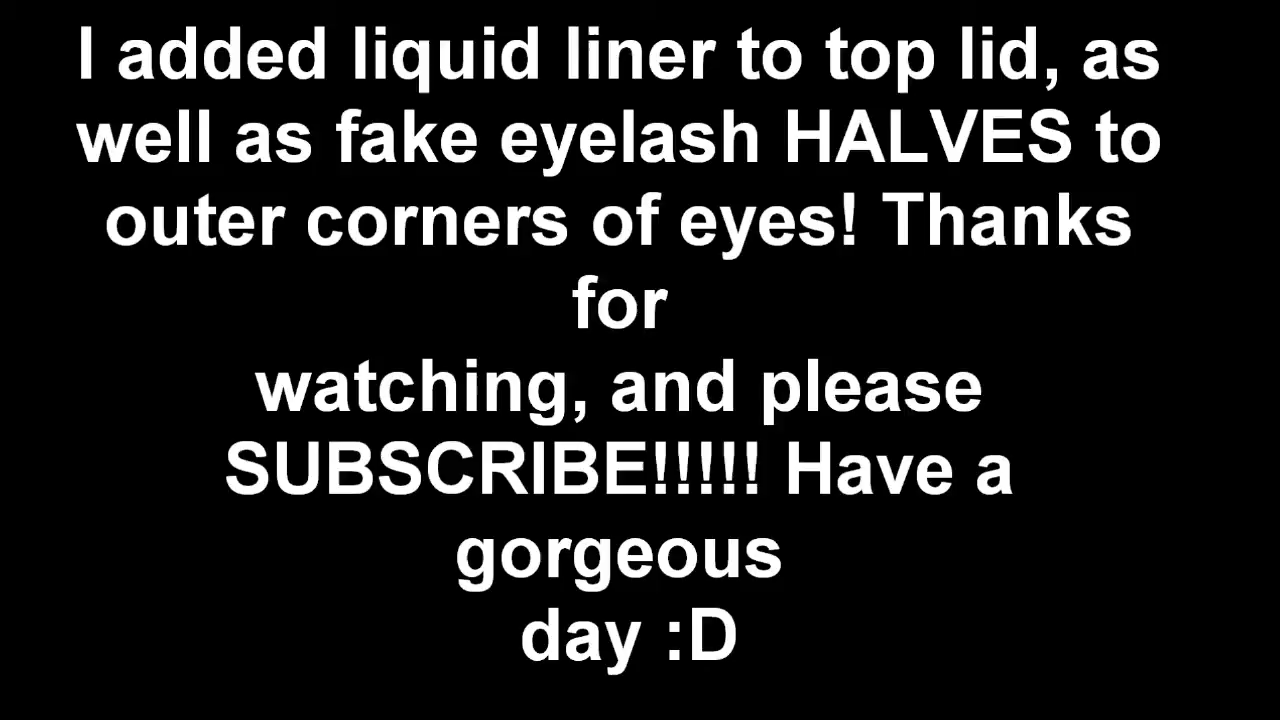 I added liquid liner to top lid, as
well as fake eyelash HALVES to
outer corners of eyes! Thanks
for
watching, and please
SUBSCRIBE!!!!! Have a
gorgeous
day :D